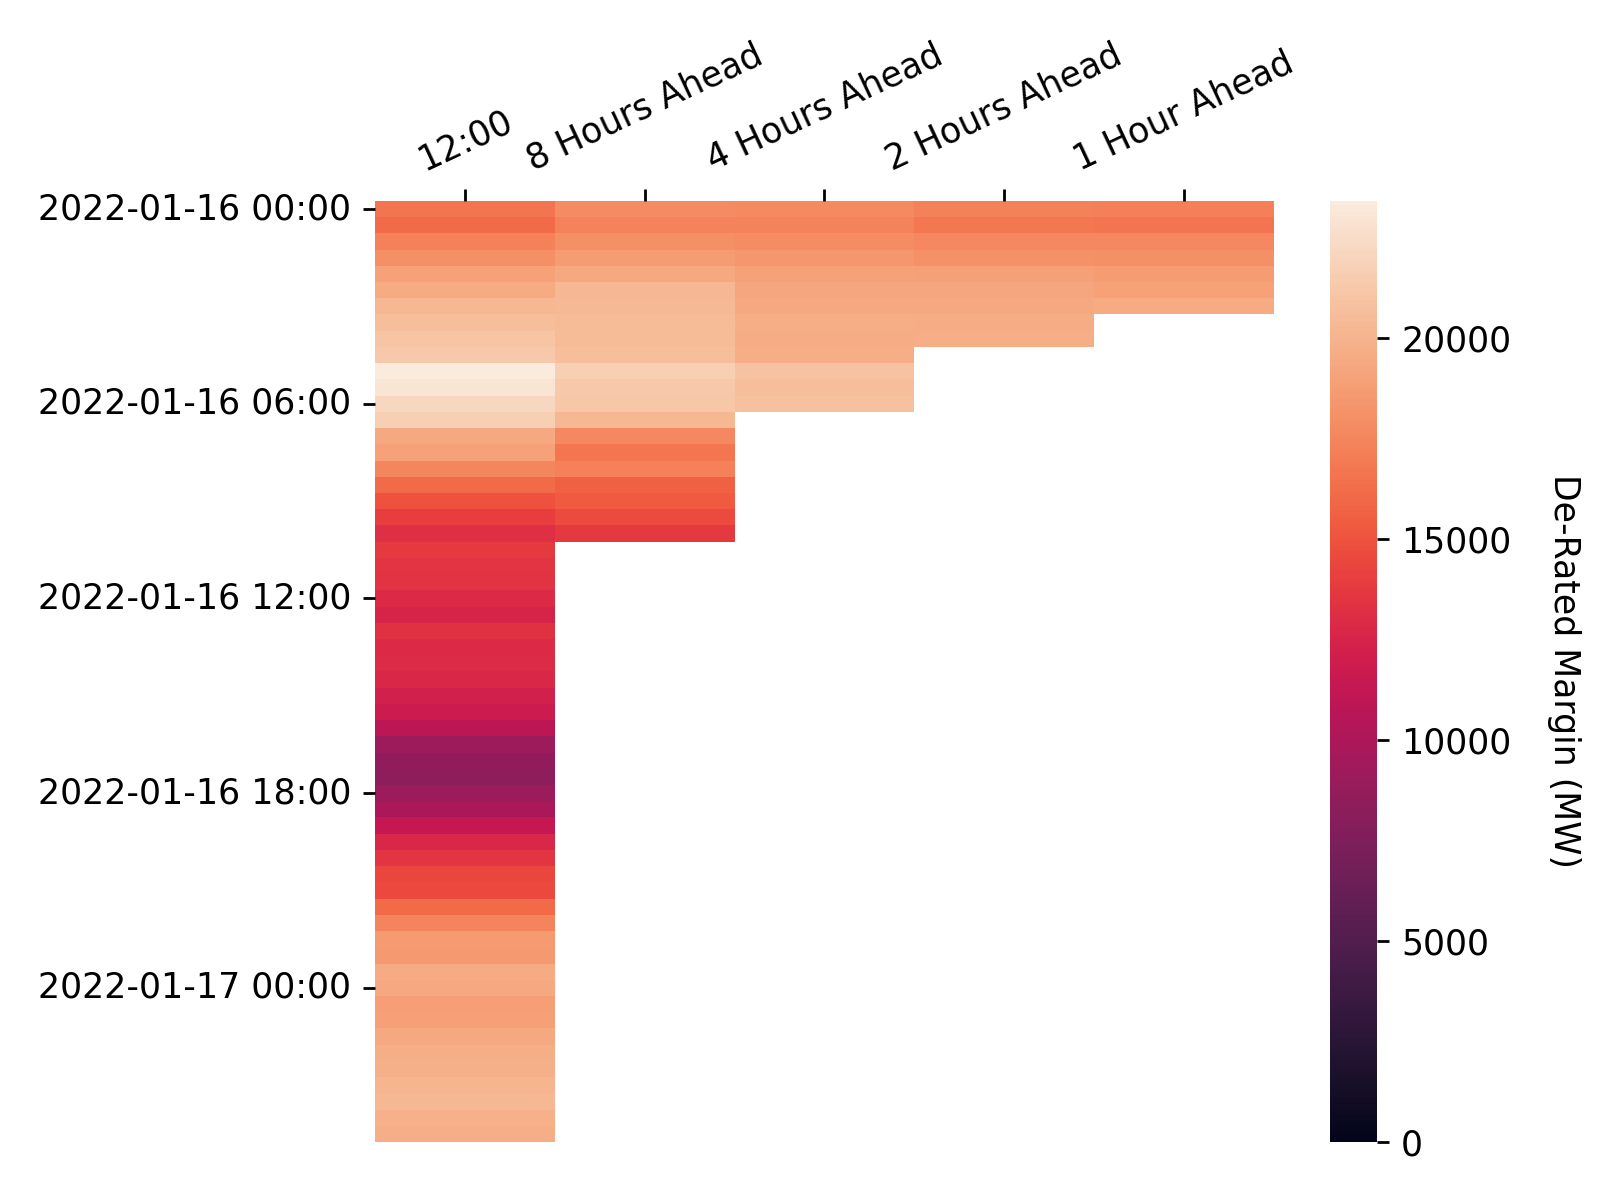 12:00
8 Hours Ahead
4 Hours Ahead
2 Hours Ahead
1 Hour Ahead
2022-01-16 00:00
2022-01-16 06:00
2022-01-16 12:00
2022-01-16 18:00
2022-01-17 00:00
20000
15000
10000
5000
0
De-Rated Margin (MW)